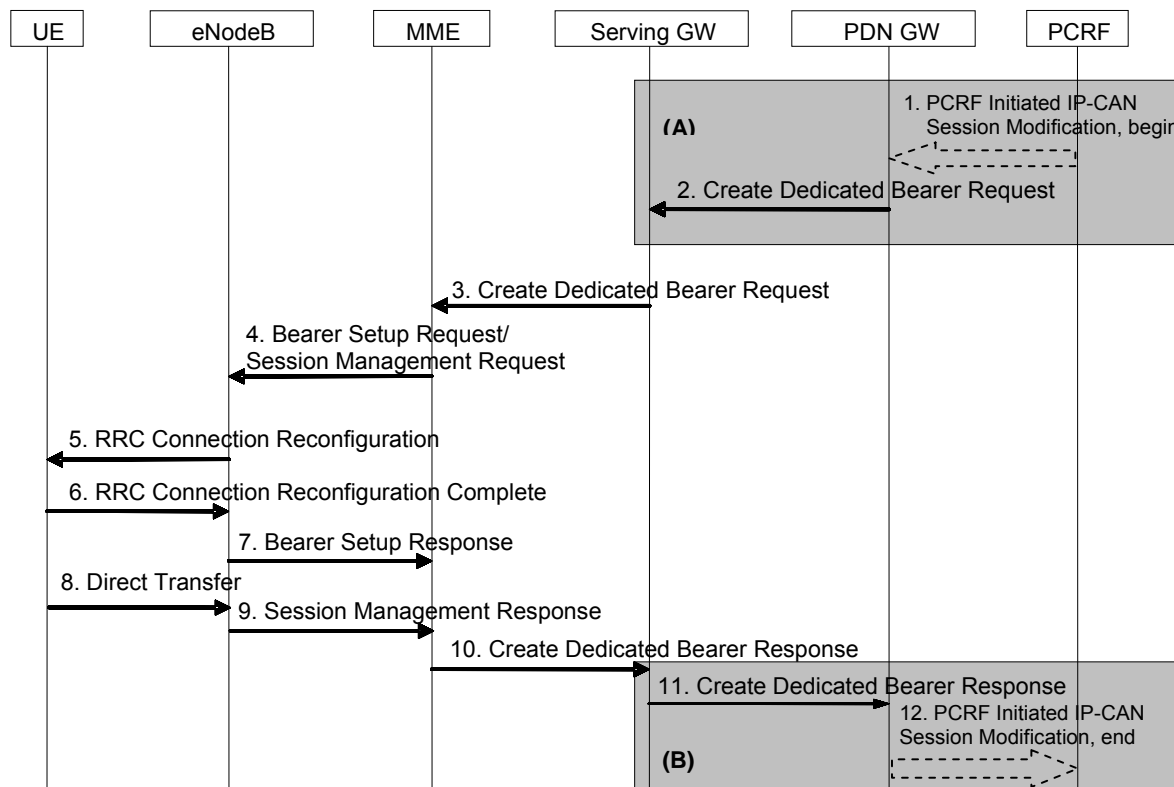 UE
eNodeB
MME
Serving GW
PDN GW
PCRF
(A)
1. PCRF Initiated IP-CAN
Session Modification, begin
2. Create Dedicated Bearer Request
3. Create Dedicated Bearer Request
4. Bearer Setup Request/
Session Management Request
5. RRC Connection Reconfiguration
6. RRC Connection Reconfiguration Complete
7. Bearer Setup Response
8. Direct Transfer
9. Session Management Response
10. Create Dedicated Bearer Response
11. Create Dedicated Bearer Response
12. PCRF Initiated IP-CAN
Session Modification, end
(B)